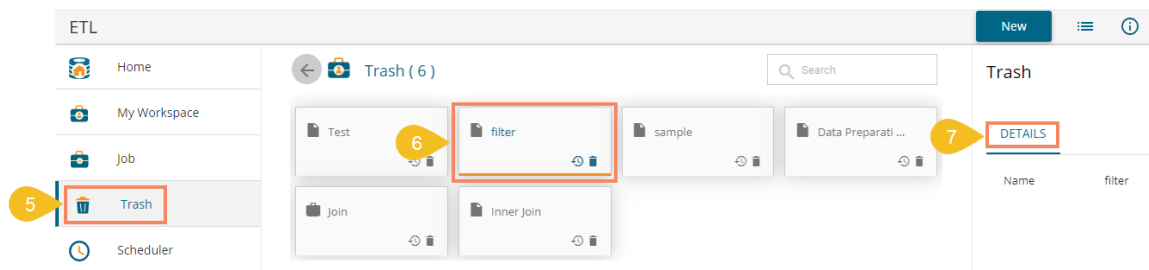 ETL
New
Home
My Workspace
Job
5
Trash
Scheduler
Trash ( 6 )
Search
Test
6
filter
sample
Data Preparati ...
Join
Inner Join
Trash
7
DETAILS
Name filter